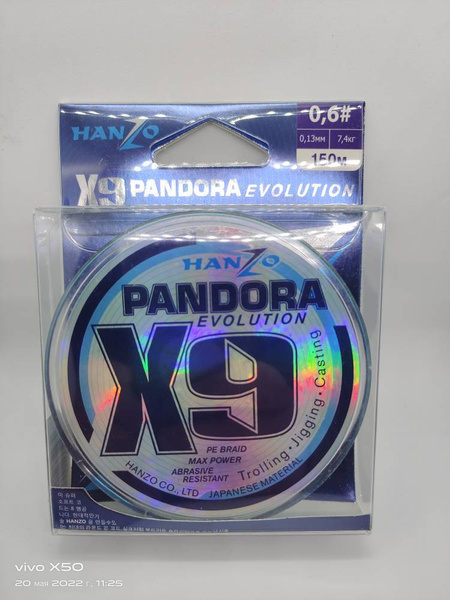 0,6#
HANZO
0,13мм 7,4кг
150м
X9 PANDORA EVOLUTION
HANZO
PANDORA
EVOLUTION
X9
PE BRAID
MAX POWER
ABRASIVE
RESISTANT
Trolling · Jigging · Casting
HANZO CO., LTD JAPANESE MATERIAL
HANZO
vivo X50
20 мая 2022 г., 11:25